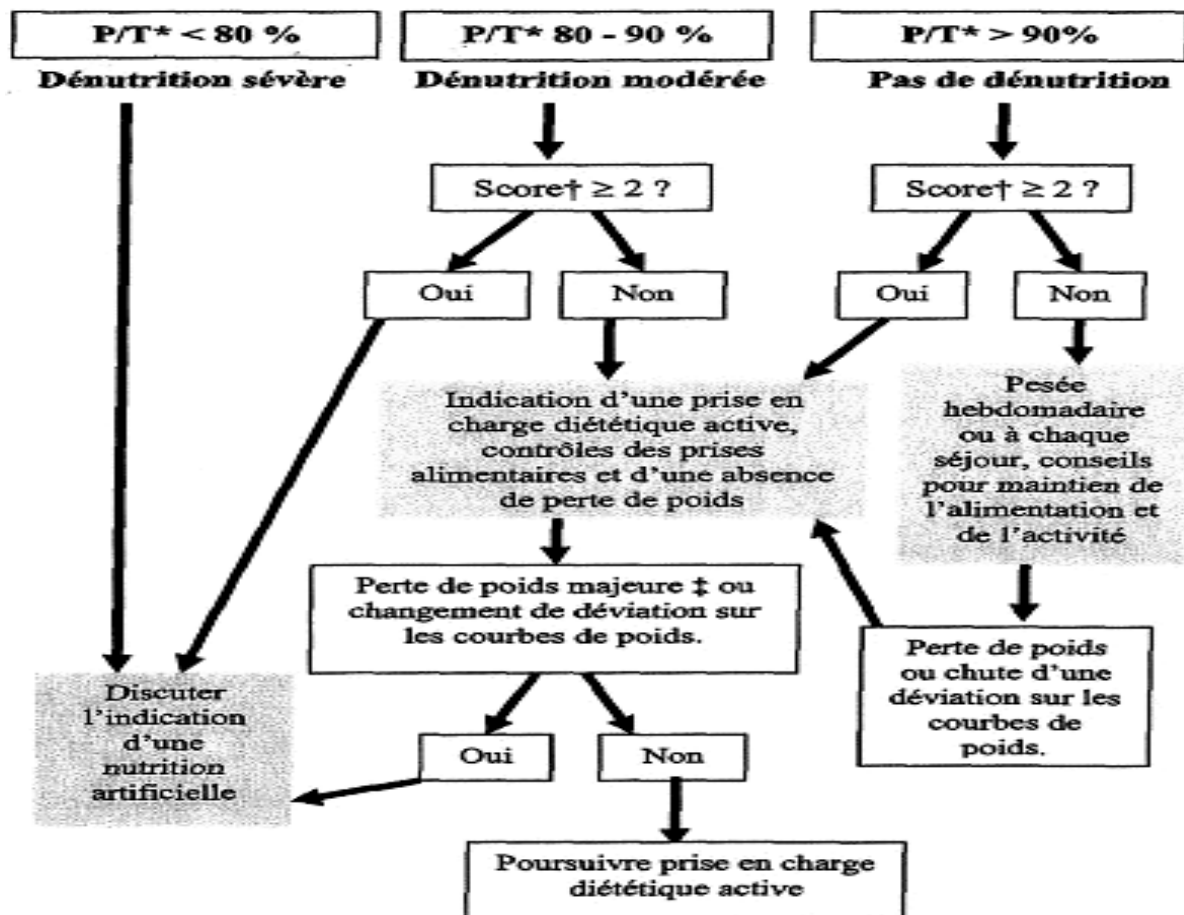 P/T* < 80 %
Dénutrition sévère
P/T* 80 - 90 %
Dénutrition modérée
P/T* > 90%
Pas de dénutrition
Score† ≥ 2 ?
Score† ≥ 2 ?
Oui
Non
Oui
Non
Indication d'une prise en
charge diététique active,
contrôles des prises
alimentaires et d'une absence
de perte de poids
Pesée
hebdomadaire
ou à chaque
séjour, conseils
pour maintien de
l'alimentation et
de l'activité
Perte de poids majeure ‡ ou
changement de déviation sur
les courbes de poids.
Perte de poids
ou chute d'une
déviation sur les
courbes de
poids.
Discuter
l'indication
d'une
nutrition
artificielle
Oui
Non
Poursuivre prise en charge
diététique active